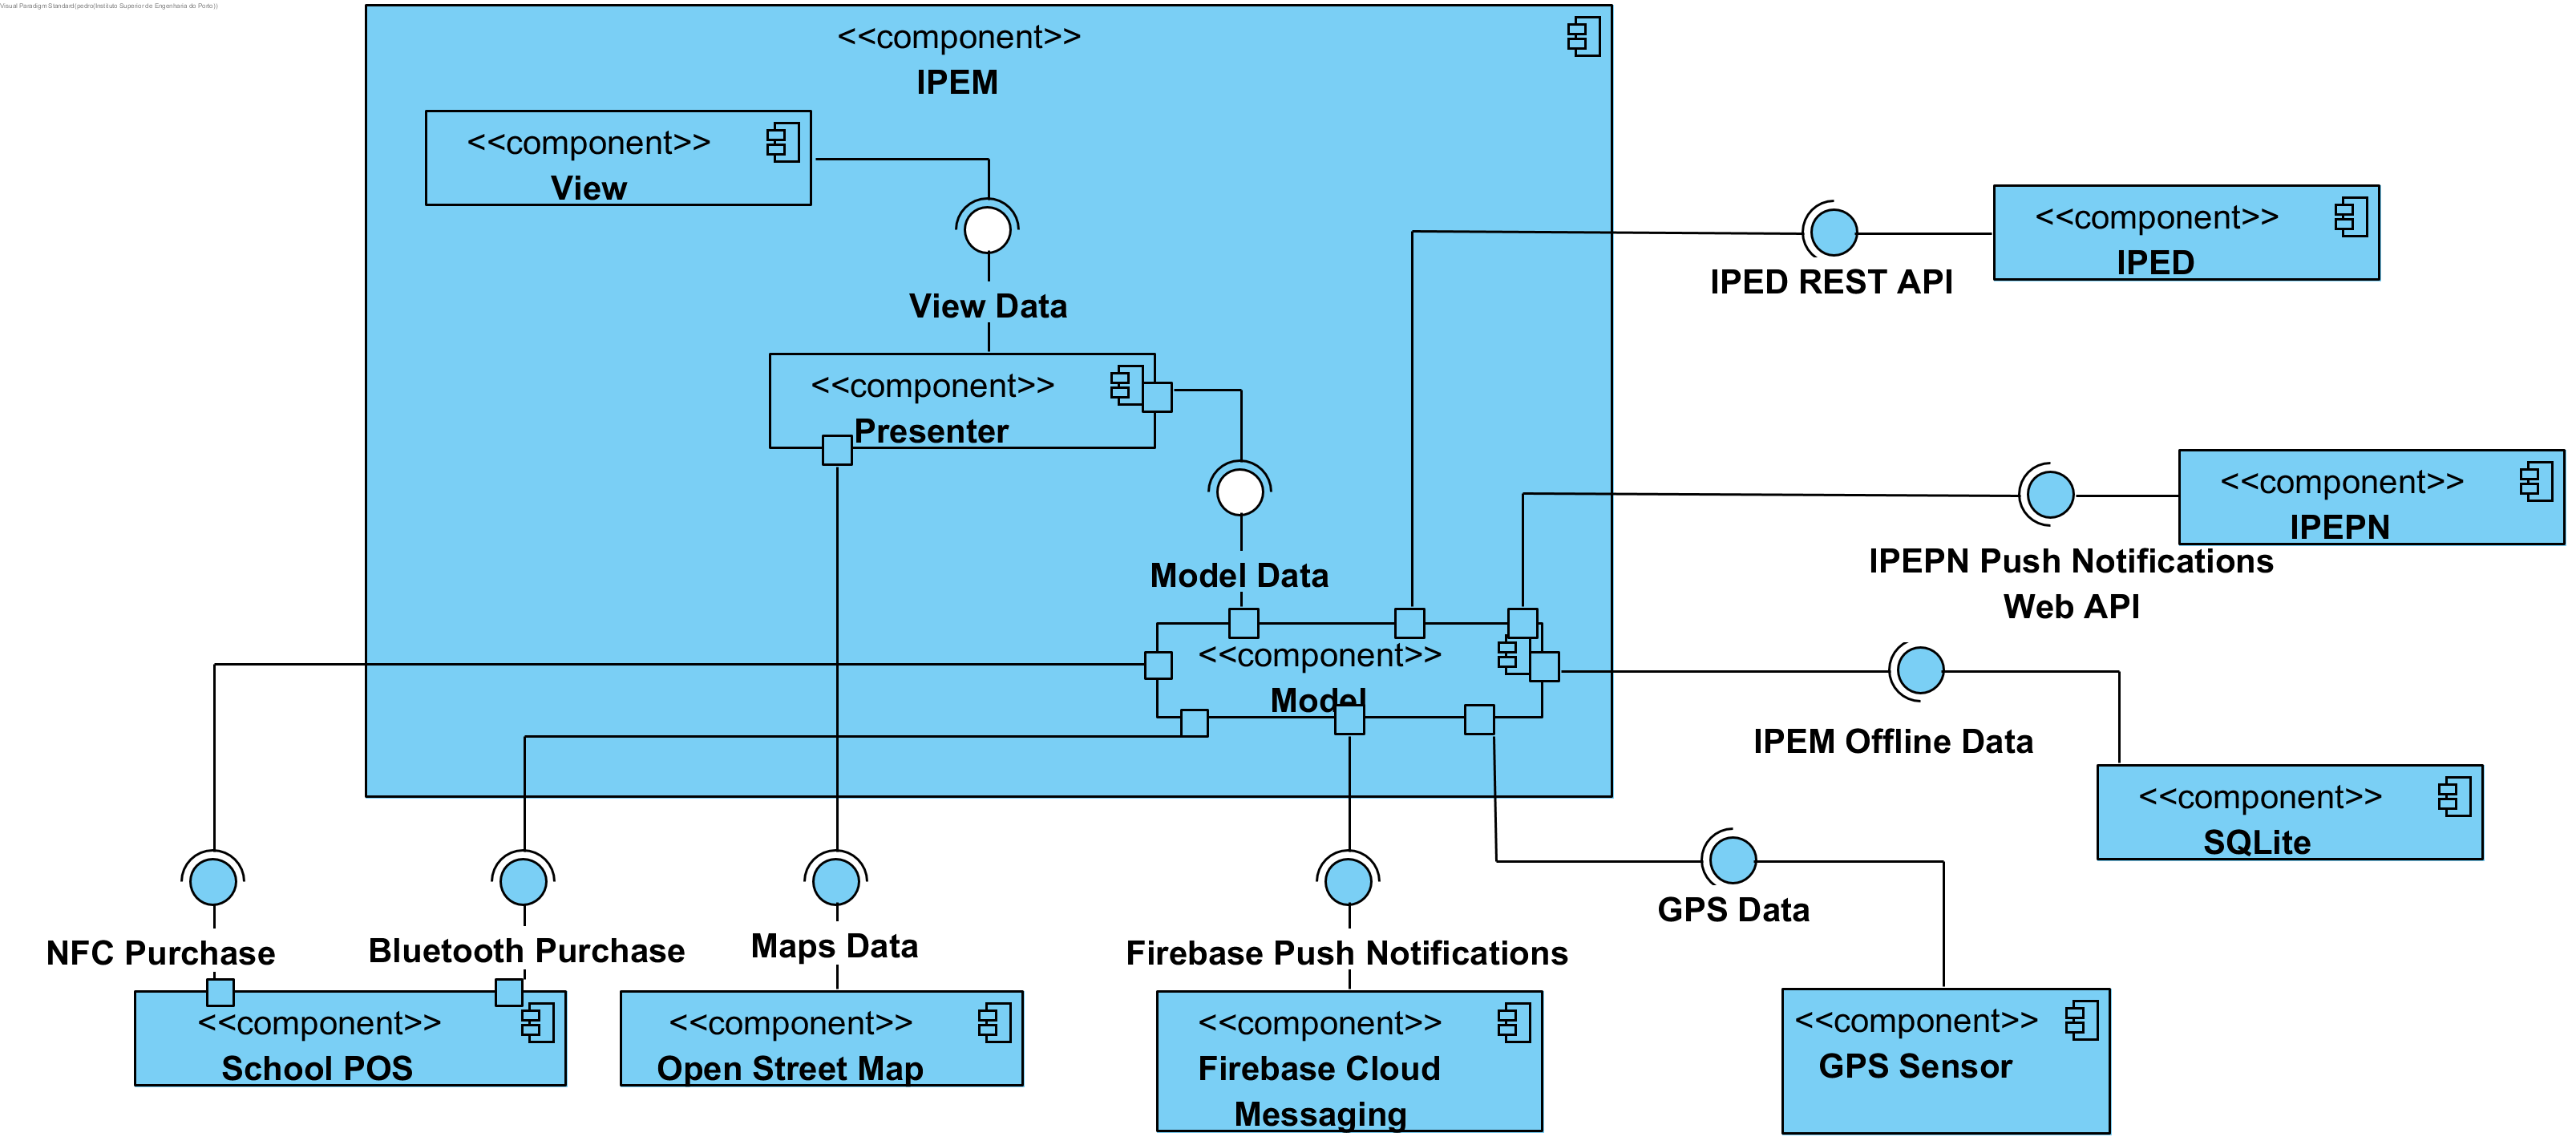 Visual Paradigm Standard(pedro(Instituto Superior de Engenharia do Porto))
<<component>>
IPEM
<<component>>
View
View Data
<<component>>
Presenter
Model Data
<<component>>
Model
IPED REST API
<<component>>
IPED
<<component>>
IPEPN
IPEPN Push Notifications
Web API
IPEM Offline Data
<<component>>
SQLite
GPS Data
<<component>>
GPS Sensor
NFC Purchase
Bluetooth Purchase
Maps Data
Firebase Push Notifications
<<component>>
School POS
<<component>>
Open Street Map
<<component>>
Firebase Cloud
Messaging